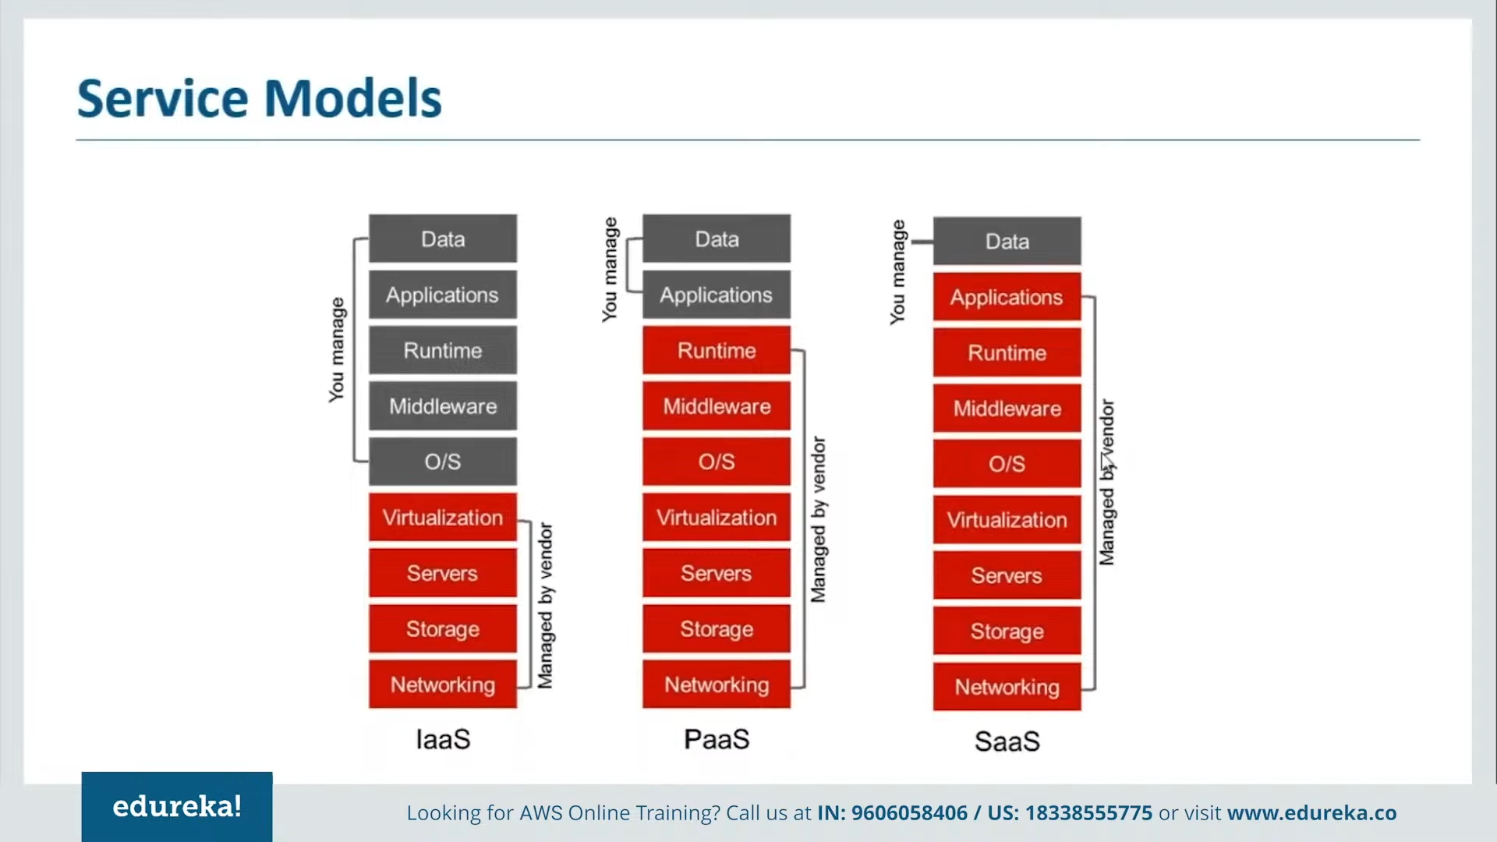 Service Models
You manage
Data
Applications
Runtime
Middleware
O/S
Virtualization
Servers
Storage
Networking
Managed by vendor
IaaS
You manage
Data
Applications
Runtime
Middleware
O/S
Virtualization
Servers
Storage
Networking
Managed by vendor
PaaS
You manage
Data
Applications
Runtime
Middleware
O/S
Virtualization
Servers
Storage
Networking
Managed by vendor
SaaS
edureka!
Looking for AWS Online Training? Call us at IN: 9606058406 / US: 18338555775 or visit www.edureka.co